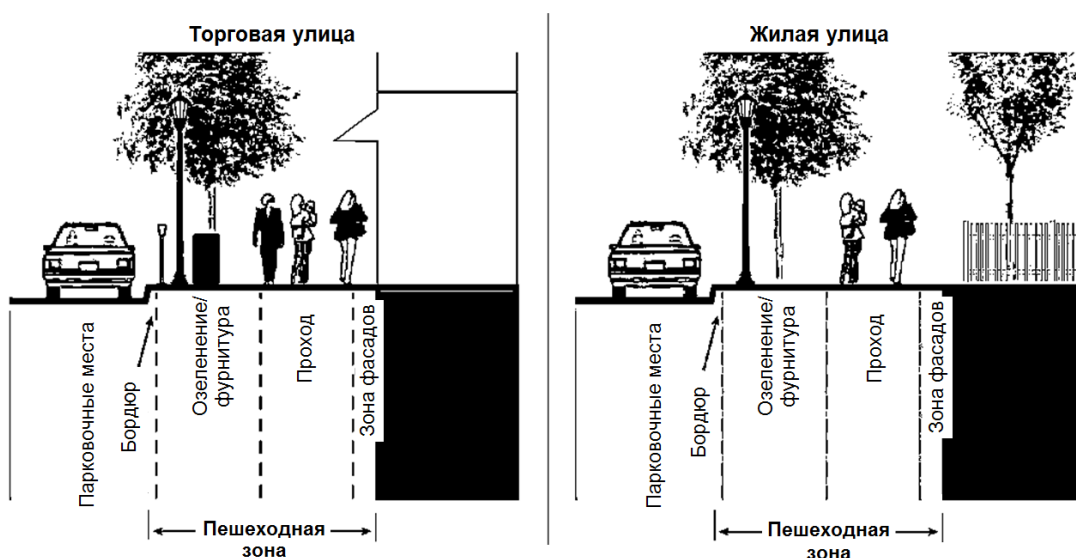 Торговая улица
Парковочные места
Бордюр
Озеленение/
фурнитура
Проход
Зона фасадов
Пешеходная
зона
Жилая улица
Парковочные места
Бордюр
Озеленение/
фурнитура
Проход
Зона фасадов
Пешеходная
зона